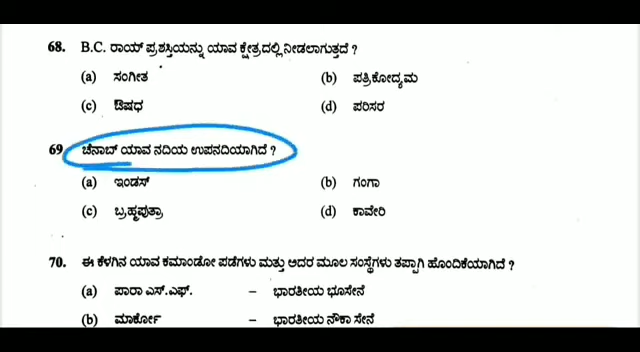 68. B.C. ರಾಯ್ ಪ್ರಶಸ್ತಿಯನ್ನು ಯಾವ ಕ್ಷೇತ್ರದಲ್ಲಿ ನೀಡಲಾಗುತ್ತದೆ ?
(a) ಸಂಗೀತ (b) ಪತ್ರಿಕೋದ್ಯಮ
(c) ಔಷಧ (d) ಪರಿಸರ
69 ಚೆನಾಬ್ ಯಾವ ನದಿಯ ಉಪನದಿಯಾಗಿದೆ ?
(a) ಇಂಡಸ್ (b) ಗಂಗಾ
(c) ಬ್ರಹ್ಮಪುತ್ರಾ (d) ಕಾವೇರಿ
70. ಈ ಕೆಳಗಿನ ಯಾವ ಕಮಾಂಡೋ ಪಡೆಗಳು ಮತ್ತು ಅದರ ಮೂಲ ಸಂಸ್ಥೆಗಳು ತಪ್ಪಾಗಿ ಹೊಂದಿಕೆಯಾಗಿದೆ ?
(a) ಪಾರಾ ಎಸ್.ಎಫ್. – ಭಾರತೀಯ ಭೂಸೇನೆ
(b) ಮಾರ್ಕೋ – ಭಾರತೀಯ ನೌಕಾ ಸೇನೆ